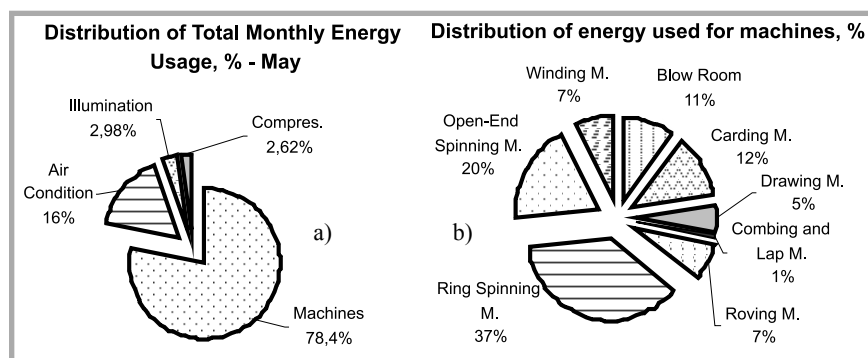 Distribution of Total Monthly Energy
Usage, % - May
Illumination
2,98%
Compres.
2,62%
Air
Condition
16%
a)
Machines
78,4%
Distribution of energy used for machines, %
Winding M.
7%
Blow Room
11%
Open-End
Spinning M.
20%
Carding M.
12%
Drawing M.
5%
b)
Combing and
Lap M.
1%
Ring Spinning
M.
37%
Roving M.
7%